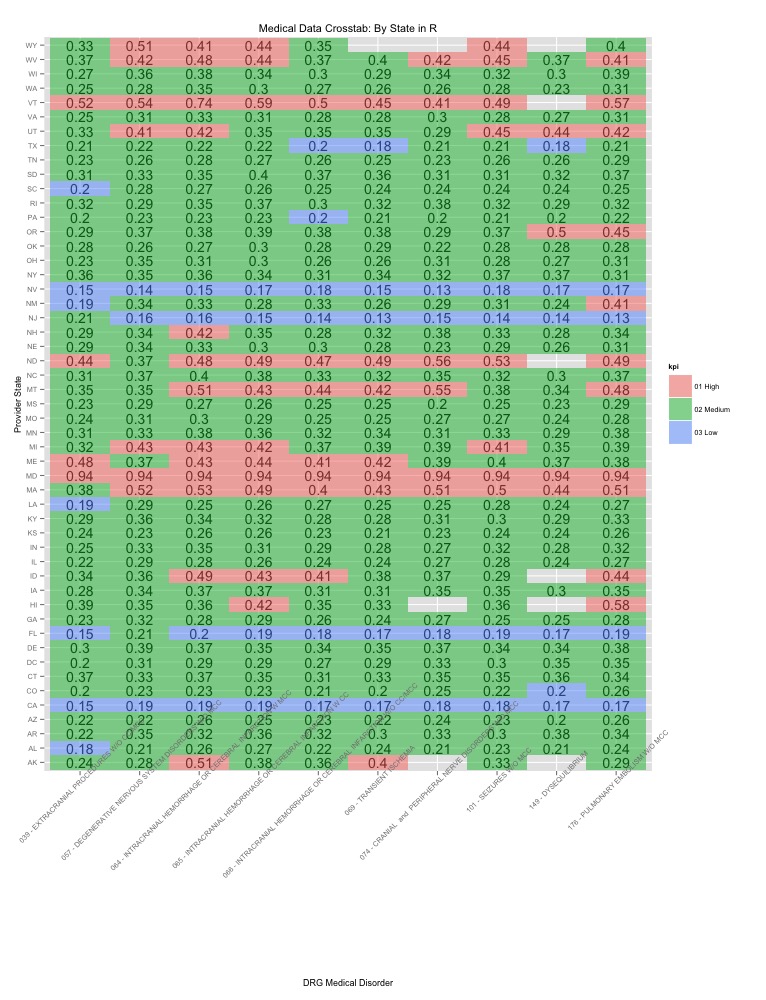 Medical Data Crosstab: By State in R
WY 0.33 0.51 0.41 0.44 0.35 0.44 0.4
WV 0.37 0.42 0.48 0.44 0.37 0.4 0.42 0.45 0.37 0.41
WI 0.27 0.36 0.38 0.34 0.3 0.29 0.34 0.32 0.3 0.39
WA 0.25 0.28 0.35 0.3 0.27 0.26 0.26 0.28 0.23 0.31
VT 0.52 0.54 0.74 0.59 0.5 0.45 0.41 0.49 0.57
VA 0.25 0.31 0.33 0.31 0.28 0.28 0.3 0.28 0.27 0.31
UT 0.33 0.41 0.42 0.35 0.35 0.35 0.29 0.45 0.44 0.42
TX 0.21 0.22 0.22 0.22 0.2 0.18 0.21 0.21 0.18 0.21
TN 0.23 0.26 0.28 0.27 0.26 0.25 0.23 0.26 0.26 0.29
SD 0.31 0.33 0.35 0.4 0.37 0.36 0.31 0.31 0.32 0.37
SC 0.2 0.28 0.27 0.26 0.25 0.24 0.24 0.24 0.24 0.25
RI 0.32 0.29 0.35 0.37 0.3 0.32 0.38 0.32 0.29 0.32
PA 0.2 0.23 0.23 0.23 0.2 0.21 0.2 0.21 0.2 0.22
OR 0.29 0.37 0.38 0.39 0.38 0.38 0.29 0.37 0.5 0.45
OK 0.28 0.26 0.27 0.3 0.28 0.29 0.22 0.28 0.28 0.28
OH 0.23 0.35 0.31 0.3 0.26 0.25 0.31 0.29 0.27 0.31
NY 0.36 0.35 0.36 0.34 0.31 0.34 0.32 0.37 0.37 0.31
NV 0.15 0.14 0.15 0.17 0.18 0.15 0.13 0.18 0.17 0.17
NM 0.19 0.34 0.33 0.28 0.33 0.26 0.29 0.31 0.24 0.41
NJ 0.21 0.16 0.16 0.15 0.14 0.13 0.15 0.14 0.14 0.13
NH 0.29 0.34 0.42 0.35 0.28 0.32 0.38 0.33 0.28 0.34
NE 0.29 0.34 0.33 0.3 0.3 0.28 0.23 0.29 0.26 0.31
ND 0.44 0.37 0.48 0.49 0.47 0.49 0.56 0.53 0.49
NC 0.31 0.37 0.4 0.38 0.33 0.32 0.35 0.32 0.3 0.37
MT 0.35 0.35 0.51 0.43 0.44 0.42 0.55 0.38 0.34 0.48
MS 0.23 0.29 0.27 0.26 0.25 0.25 0.2 0.25 0.23 0.29
MO 0.24 0.31 0.3 0.29 0.25 0.25 0.27 0.27 0.24 0.28
MN 0.31 0.33 0.38 0.36 0.32 0.34 0.31 0.33 0.29 0.38
MI 0.32 0.43 0.43 0.42 0.37 0.39 0.39 0.41 0.35 0.39
ME 0.48 0.37 0.43 0.44 0.41 0.42 0.39 0.4 0.37 0.38
MD 0.94 0.94 0.94 0.94 0.94 0.94 0.94 0.94 0.94 0.94
MA 0.38 0.52 0.53 0.49 0.4 0.43 0.51 0.5 0.44 0.51
LA 0.19 0.29 0.25 0.26 0.27 0.25 0.25 0.28 0.24 0.27
KY 0.29 0.36 0.34 0.32 0.28 0.28 0.31 0.3 0.29 0.33
KS 0.24 0.23 0.26 0.26 0.23 0.21 0.23 0.24 0.24 0.26
IN 0.25 0.33 0.35 0.31 0.29 0.28 0.27 0.31 0.28 0.32
IL 0.22 0.29 0.28 0.26 0.24 0.24 0.27 0.28 0.24 0.27
ID 0.34 0.36 0.49 0.43 0.41 0.38 0.37 0.29 0.44
IA 0.28 0.34 0.37 0.37 0.31 0.31 0.35 0.35 0.3 0.35
HI 0.39 0.35 0.36 0.42 0.35 0.33 0.36 0.58
GA 0.23 0.32 0.28 0.29 0.26 0.24 0.27 0.25 0.25 0.28
FL 0.15 0.21 0.2 0.19 0.18 0.17 0.18 0.19 0.17 0.19
DE 0.3 0.39 0.37 0.35 0.34 0.35 0.37 0.34 0.34 0.38
DC 0.2 0.31 0.29 0.29 0.27 0.29 0.33 0.3 0.35 0.35
CT 0.37 0.33 0.35 0.37 0.31 0.33 0.35 0.35 0.36 0.34
CO 0.2 0.23 0.23 0.23 0.21 0.2 0.25 0.22 0.2 0.26
CA 0.15 0.19 0.19 0.19 0.17 0.17 0.18 0.18 0.17 0.17
AZ 0.22 0.22 0.26 0.25 0.23 0.22 0.24 0.23 0.2 0.26
AR 0.22 0.35 0.32 0.36 0.32 0.3 0.33 0.3 0.38 0.34
AL 0.18 0.21 0.26 0.27 0.22 0.24 0.21 0.23 0.21 0.24
AK 0.24 0.28 0.51 0.38 0.36 0.4 0.33 0.29
Provider State
kpi
01 High
02 Medium
03 Low
039 - EXTRACRANIAL PROCEDURES W/O
057 - DEGENERATIVE NERVOUS SYSTEM
064 - INTRACRANIAL HEMORRHAGE OR CEREBRAL W MCC
065 - INTRACRANIAL HEMORRHAGE OR CEREBRAL W CC
066 - INTRACRANIAL HEMORRHAGE OR CEREBRAL W/O CC/MCC
069 - TRANSIENT ISCHEMIA
074 - CRANIAL and PERIPHERAL NERVE MCC
101 - SEIZURES W/O MCC
149 - DYSEQUILIBRIUM
176 - PULMONARY EMBOLISM W/O MCC
DRG Medical Disorder